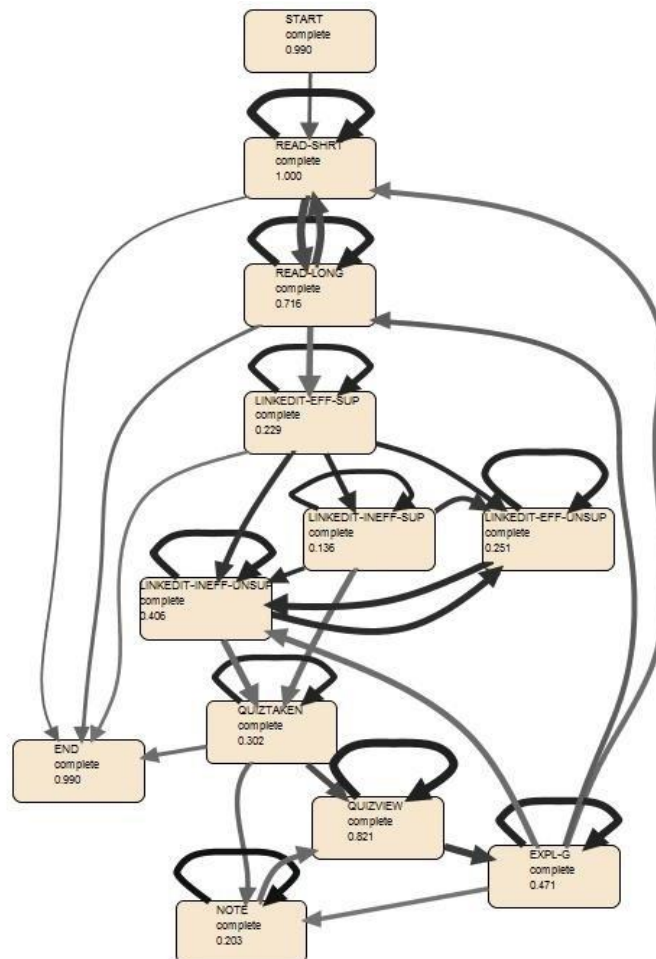 START
complete
0.990
READ-SHRT
complete
1.000
READ-LONG
complete
0.716
LINKEDIT-EFF-SUP
complete
0.229
LINKEDIT-INEFF-SUP
complete
0.136
LINKEDIT-EFF-UNSUP
complete
0.251
LINKEDIT-INEFF-UNSUP
complete
0.406
QUIZTAKEN
complete
0.302
END
complete
0.990
QUIZVIEW
complete
0.821
EXPL-G
complete
0.471
NOTE
complete
0.203